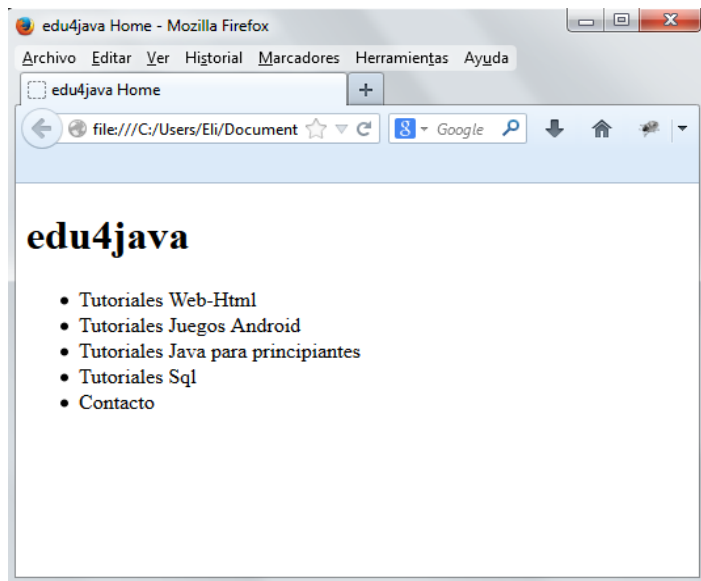 edu4java Home - Mozilla Firefox
Archivo Editar Ver Historial Marcadores Herramientas Ayuda
edu4java Home
file:///C:/Users/Eli/Document Google
edu4java
Tutoriales Web-Html
Tutoriales Juegos Android
Tutoriales Java para principiantes
Tutoriales Sql
Contacto